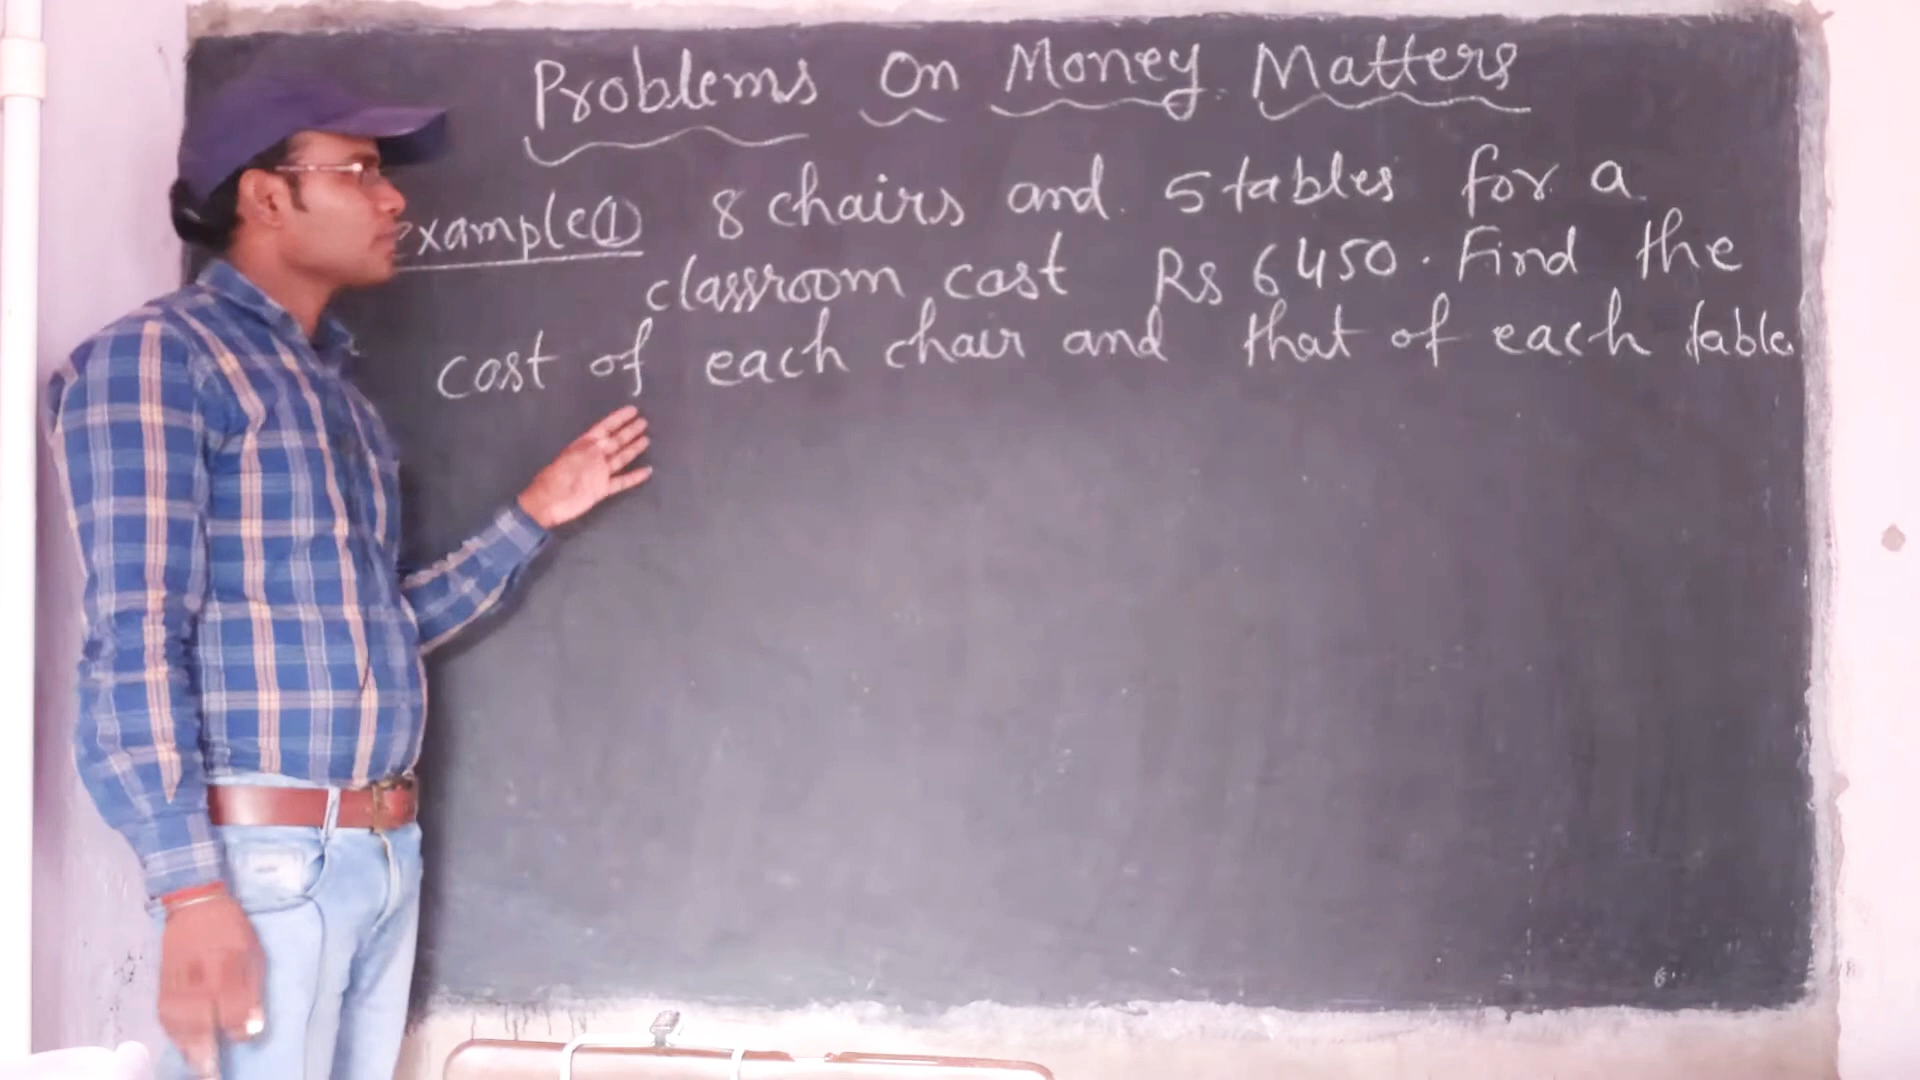 Problems On Money Matters
example① 8 chairs and 5 tables for a
classroom cost Rs 6450. Find the
cost of each chair and that of each table.